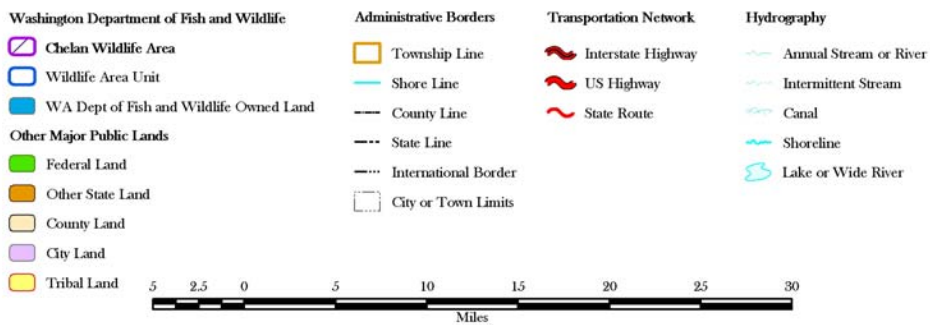 Washington Department of Fish and Wildlife
Chelan Wildlife Area
Wildlife Area Unit
WA Dept of Fish and Wildlife Owned Land
Other Major Public Lands
Federal Land
Other State Land
County Land
City Land
Tribal Land
Administrative Borders
Township Line
Shore Line
County Line
State Line
International Border
City or Town Limits
Transportation Network
Interstate Highway
US Highway
State Route
Hydrography
Annual Stream or River
Intermittent Stream
Canal
Shoreline
Lake or Wide River
5 2.5 0 5 10 15 20 25 30
Miles